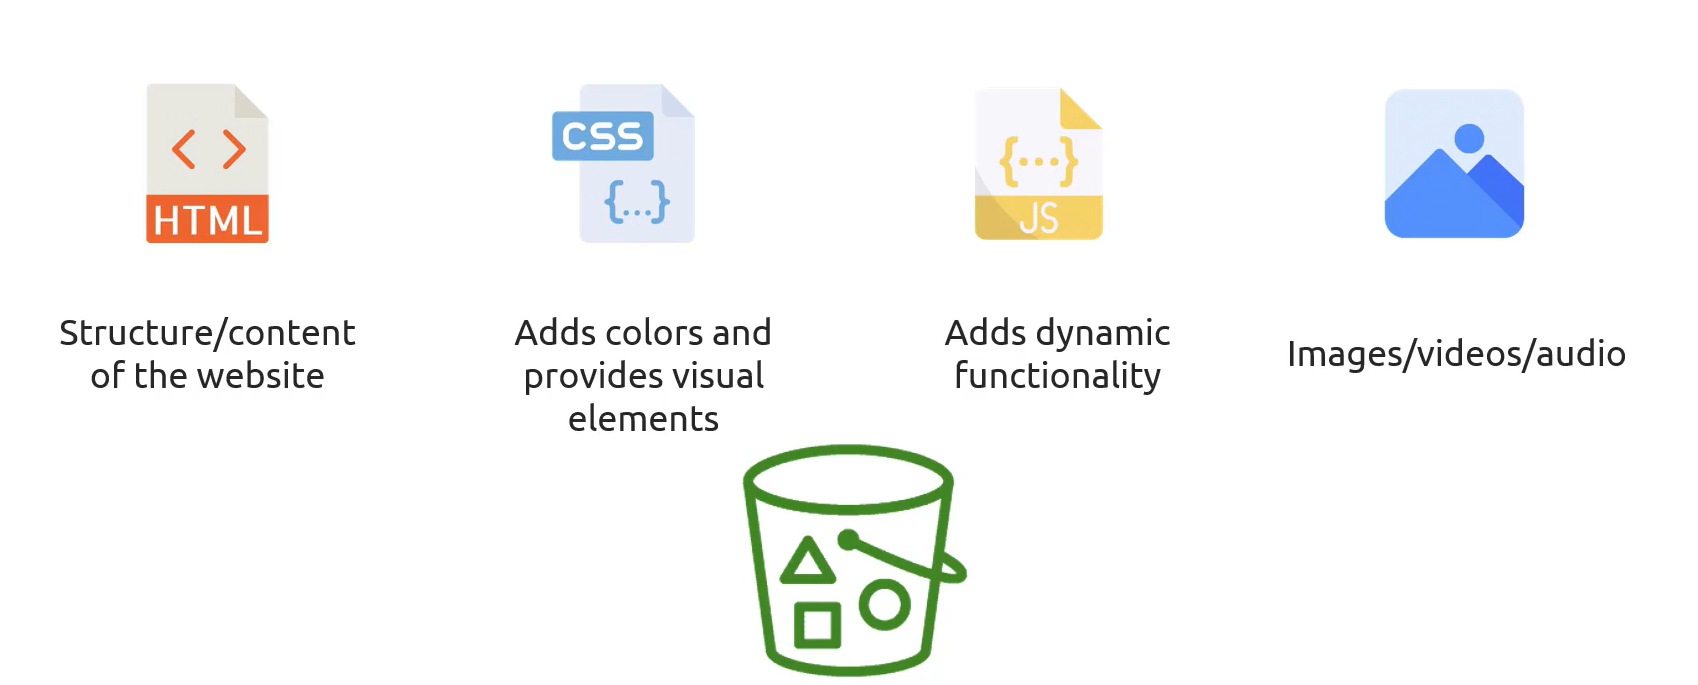 HTML
CSS
{...}
{...}
JS
Structure/content
of the website
Adds colors and
provides visual
elements
Adds dynamic
functionality
Images/videos/audio